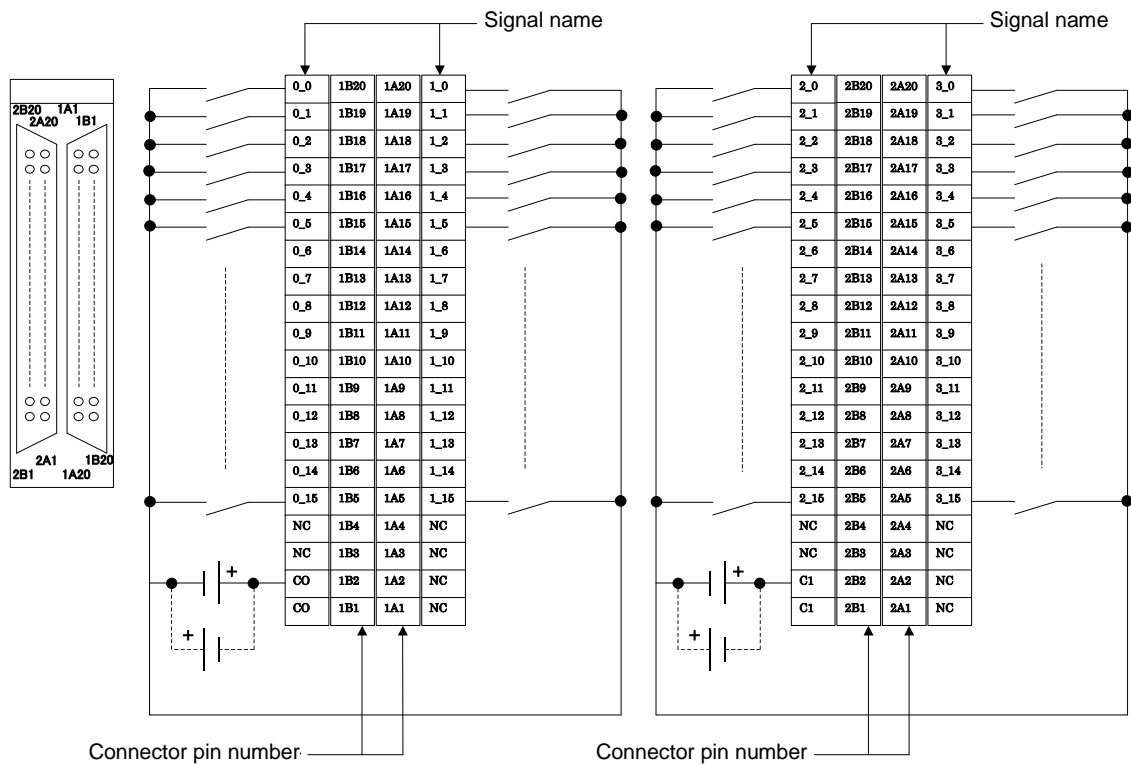 Signal name
Signal name
2B20 1A1
2A20 1B1
2A1 1B20
2B1 1A20
0_0 1B20 1A20 1_0
0_1 1B19 1A19 1_1
0_2 1B18 1A18 1_2
0_3 1B17 1A17 1_3
0_4 1B16 1A16 1_4
0_5 1B15 1A15 1_5
0_6 1B14 1A14 1_6
0_7 1B13 1A13 1_7
0_8 1B12 1A12 1_8
0_9 1B11 1A11 1_9
0_10 1B10 1A10 1_10
0_11 1B9 1A9 1_11
0_12 1B8 1A8 1_12
0_13 1B7 1A7 1_13
0_14 1B6 1A6 1_14
0_15 1B5 1A5 1_15
NC 1B4 1A4 NC
NC 1B3 1A3 NC
CO 1B2 1A2 NC
CO 1B1 1A1 NC
+
+
2_0 2B20 2A20 3_0
2_1 2B19 2A19 3_1
2_2 2B18 2A18 3_2
2_3 2B17 2A17 3_3
2_4 2B16 2A16 3_4
2_5 2B15 2A15 3_5
2_6 2B14 2A14 3_6
2_7 2B13 2A13 3_7
2_8 2B12 2A12 3_8
2_9 2B11 2A11 3_9
2_10 2B10 2A10 3_10
2_11 2B9 2A9 3_11
2_12 2B8 2A8 3_12
2_13 2B7 2A7 3_13
2_14 2B6 2A6 3_14
2_15 2B5 2A5 3_15
NC 2B4 2A4 NC
NC 2B3 2A3 NC
C1 2B2 2A2 NC
C1 2B1 2A1 NC
+
+
Connector pin number
Connector pin number